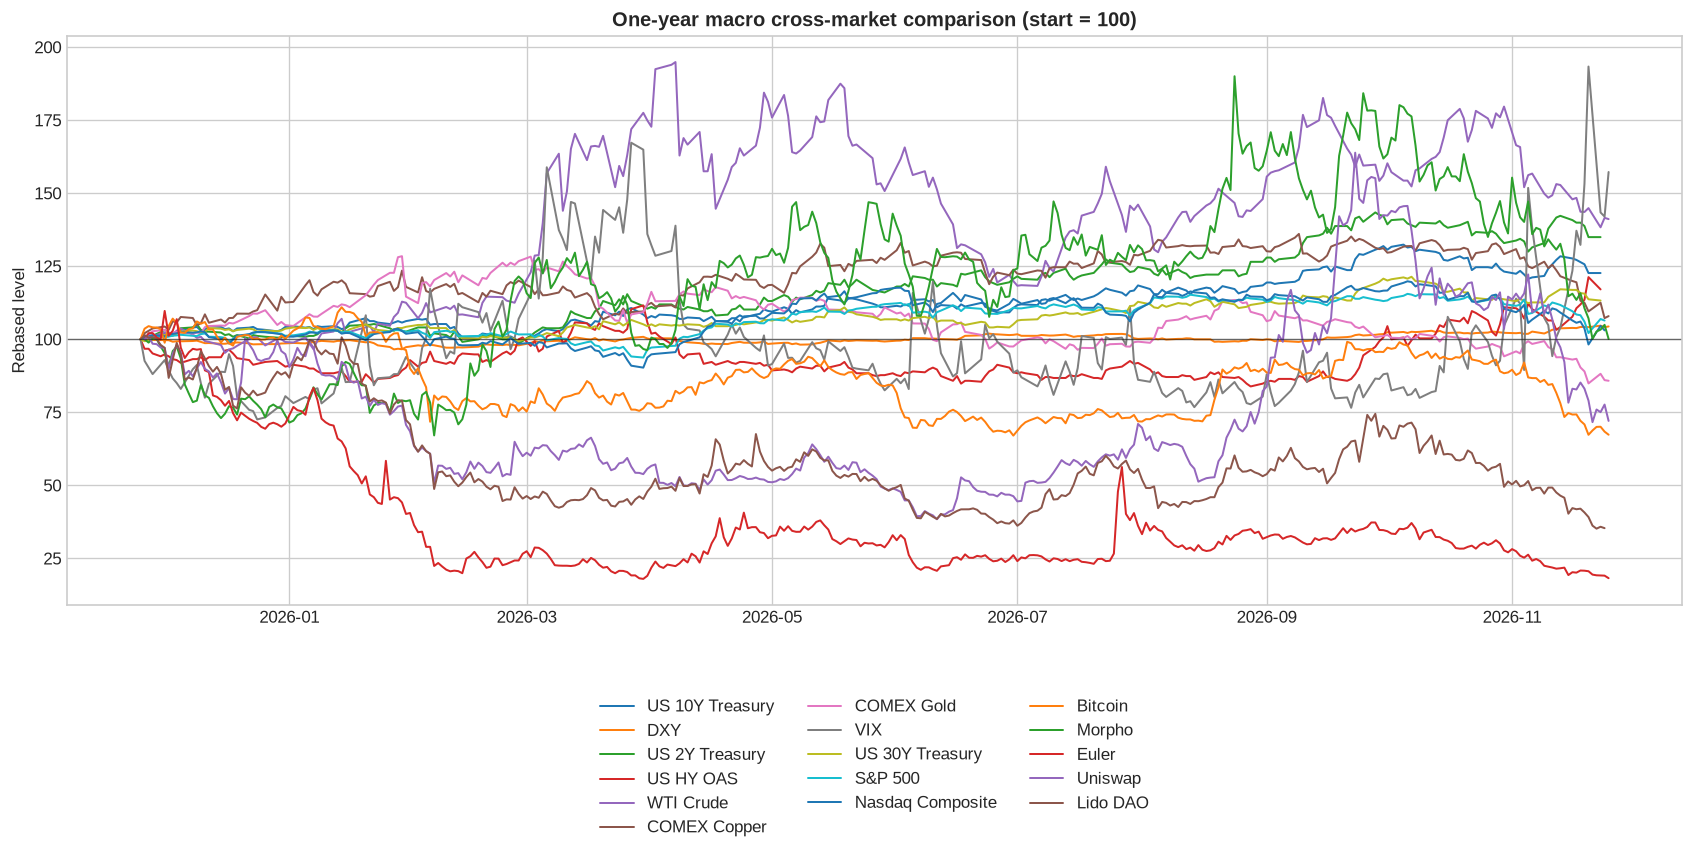 One-year macro cross-market comparison (start = 100)
Rebased level
200
175
150
125
100
75
50
25
2026-01
2026-03
2026-05
2026-07
2026-09
2026-11
US 10Y Treasury
DXY
US 2Y Treasury
US HY OAS
WTI Crude
COMEX Copper
COMEX Gold
VIX
US 30Y Treasury
S&P 500
Nasdaq Composite
Bitcoin
Morpho
Euler
Uniswap
Lido DAO